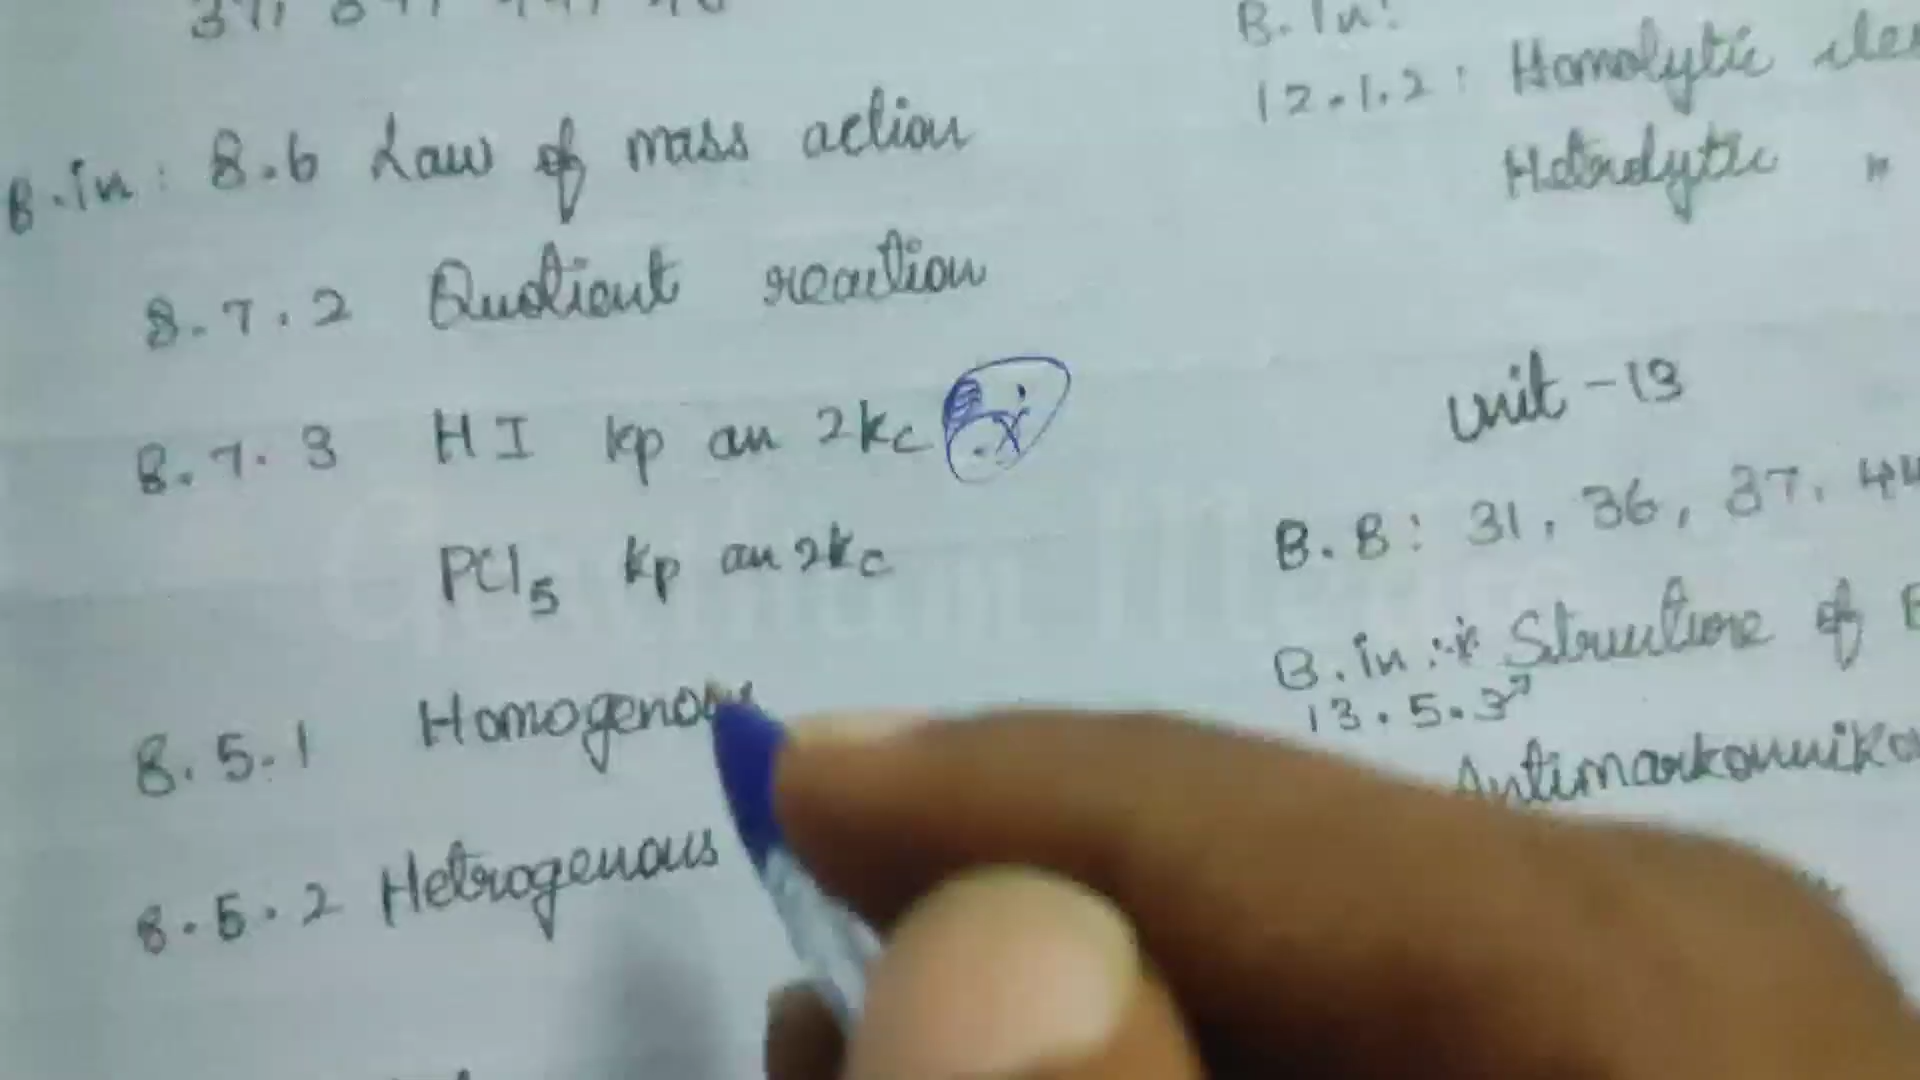 B.in: 8.6 Law of mass action
8.7.2 Quotient reaction
8.7.3 HI kp an 2kc
PCl5 kp an 2kc
8.5.1 Homogenous
8.5.2 Hetrogenous
B.In:
12.1.2: Homolytic
Hetrolytic "
unit - 13
B.B: 31, 36, 37, 44
B.in: Structure of
13.5.3
Antimarkounniko